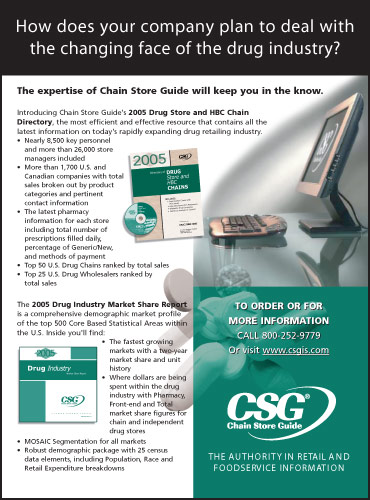 How does your company plan to deal with
the changing face of the drug industry?
The expertise of Chain Store Guide will keep you in the know.
Introducing Chain Store Guide's 2005 Drug Store and HBC Chain
Directory, the most efficient and effective resource that contains all the
latest information on today's rapidly expanding drug retailing industry.
• Nearly 8,500 key personnel
and more than 26,000 store
managers included
• More than 1,700 U.S. and
Canadian companies with total
sales broken out by product
categories and pertinent
contact information
• The latest pharmacy
information for each store
including total number of
prescriptions filled daily,
percentage of Generic/New,
and methods of payment
• Top 50 U.S. Drug Chains ranked by total sales
• Top 25 U.S. Drug Wholesalers ranked by
total sales
2005
CSG
DRUG
Store and
HBC
CHAINS
CSG
The 2005 Drug Industry Market Share Report
is a comprehensive demographic market profile
of the top 500 Core Based Statistical Areas within
the U.S. Inside you'll find:
• The fastest growing
markets with a two-year
market share and unit
history
• Where dollars are being
spent within the drug
industry with Pharmacy,
Front-end and Total
market share figures for
chain and independent
drug stores
• MOSAIC Segmentation for all markets
• Robust demographic package with 25 census
data elements, including Population, Race and
Retail Expenditure breakdowns
2005
Drug Industry
CSG
TO ORDER OR FOR
MORE INFORMATION
CALL 800-252-9779
Or visit www.csgis.com
CSG®
Chain Store Guide
THE AUTHORITY IN RETAIL AND
FOODSERVICE INFORMATION